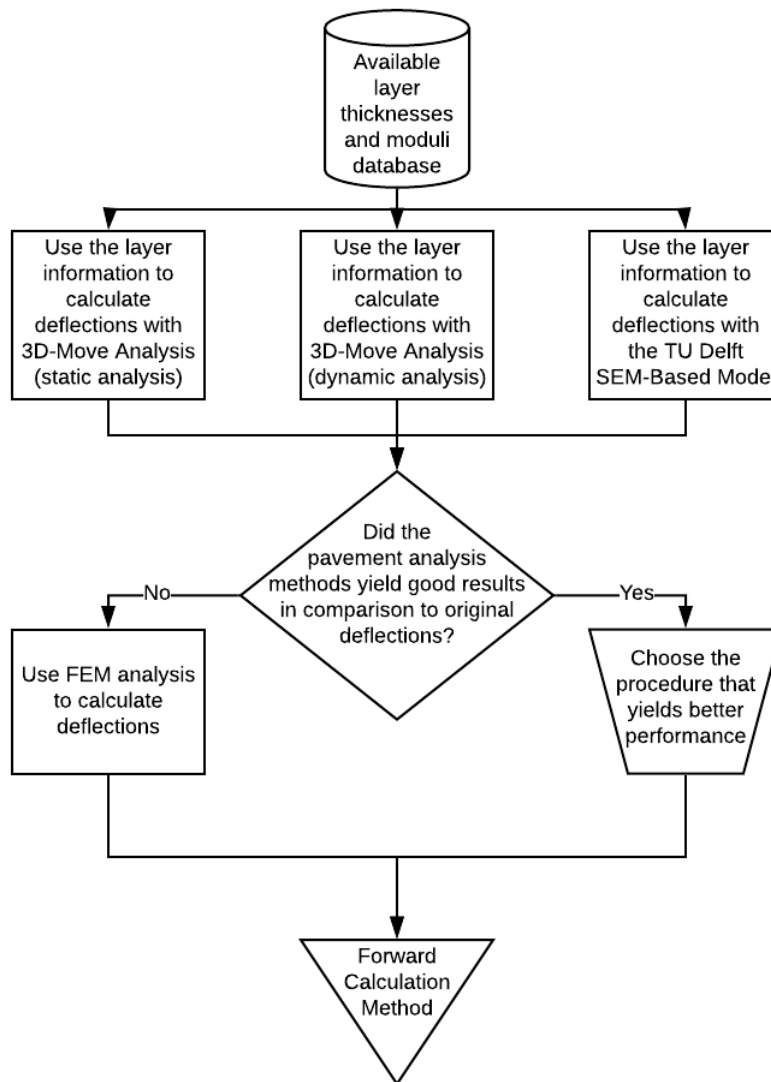 Available
layer
thicknesses
and moduli
database
Use the layer
information to
calculate
deflections with
3D-Move Analysis
(static analysis)
Use the layer
information to
calculate
deflections with
3D-Move Analysis
(dynamic analysis)
Use the layer
information to
calculate
deflections with
the TU Delft
SEM-Based Mode
Did the
pavement analysis
methods yield good results
in comparison to original
deflections?
No
Yes
Use FEM analysis
to calculate
deflections
Choose the
procedure that
yields better
performance
Forward
Calculation
Method